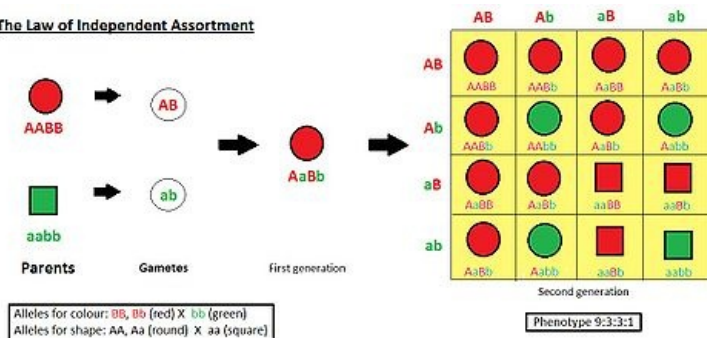 The Law of Independent Assortment
AB Ab aB ab
AB
AABB AABb AaBB AaBb
Ab
AABb AAbb AaBb Aabb
aB
AaBB AaBb aaBB aaBb
ab
AaBb Aabb aaBb aabb
AABB
AB
AaBb
aabb
ab
Parents
Gametes
First generation
Second generation
Alleles for colour: BB, Bb (red) X bb (green)
Alleles for shape: AA, Aa (round) X aa (square)
Phenotype 9:3:3:1